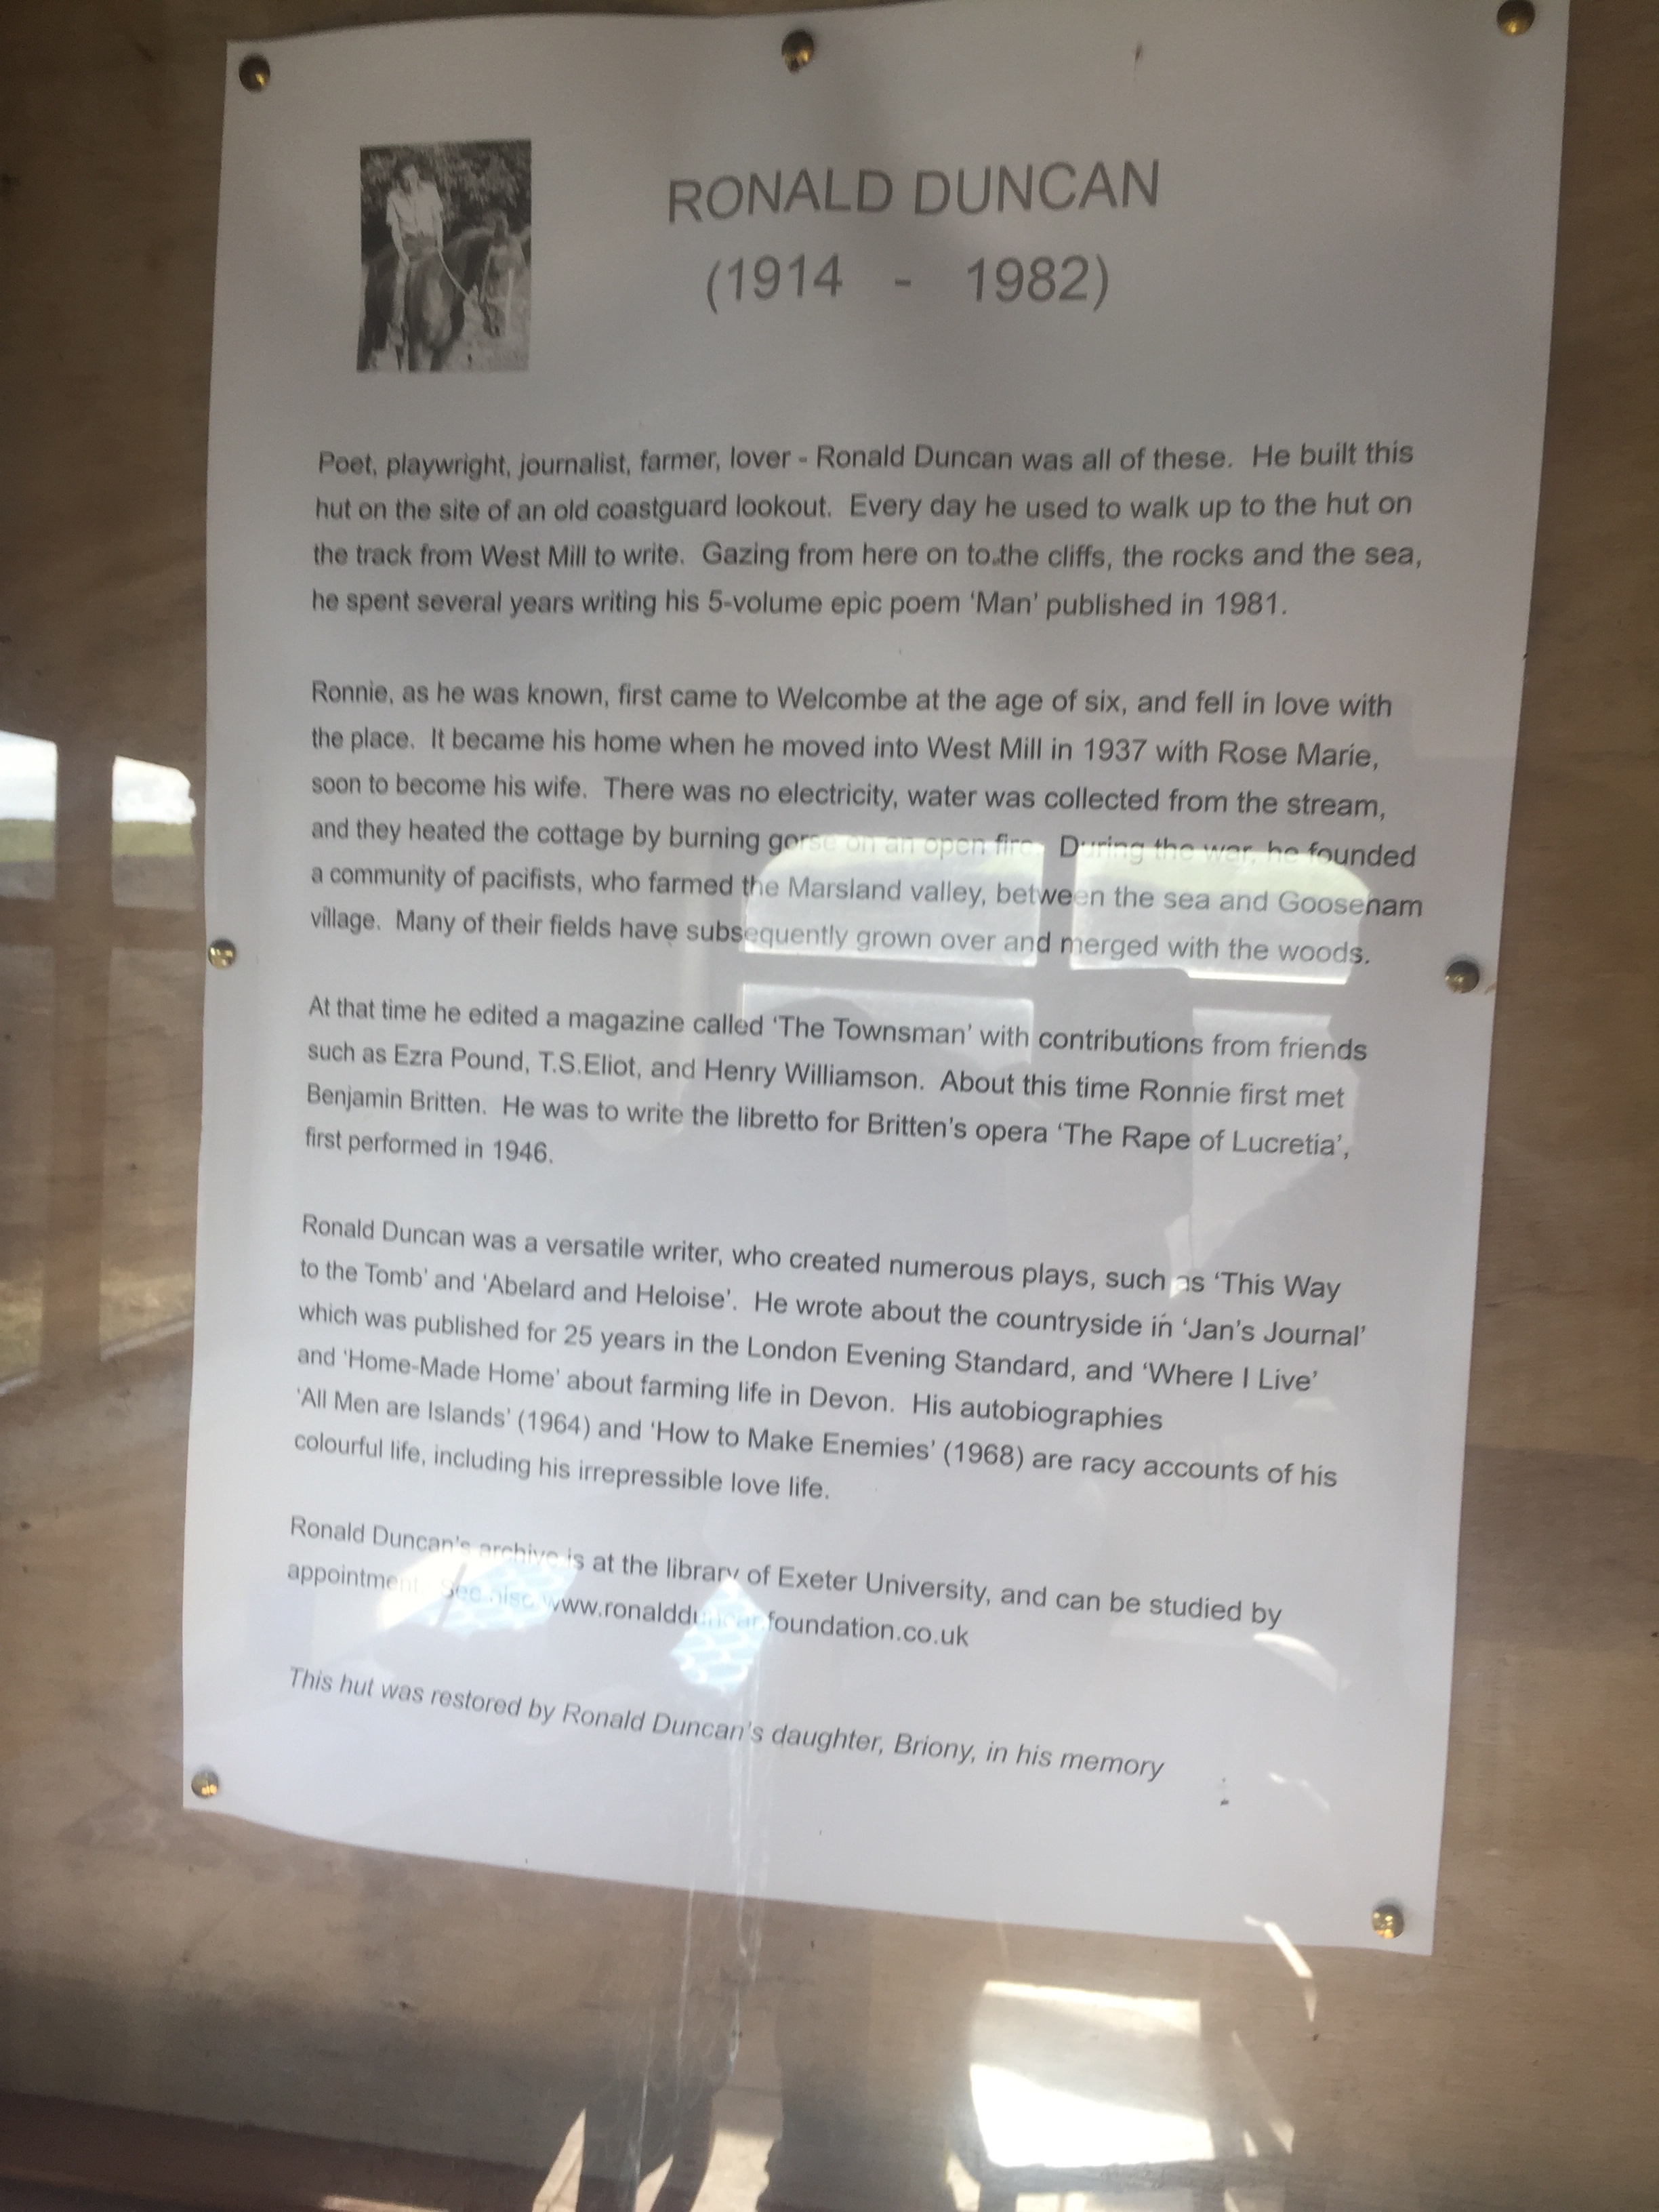 RONALD DUNCAN
(1914 - 1982)
Poet, playwright, journalist, farmer, lover - Ronald Duncan was all of these. He built this
hut on the site of an old coastguard lookout. Every day he used to walk up to the hut on
the track from West Mill to write. Gazing from here on to the cliffs, the rocks and the sea,
he spent several years writing his 5-volume epic poem ‘Man’ published in 1981.
Ronnie, as he was known, first came to Welcombe at the age of six, and fell in love with
the place. It became his home when he moved into West Mill in 1937 with Rose Marie,
soon to become his wife. There was no electricity, water was collected from the stream,
and they heated the cottage by burning gorse on an open fire. During the war, he founded
a community of pacifists, who farmed the Marsland valley, between the sea and Goosenam
village. Many of their fields have subsequently grown over and merged with the woods.
At that time he edited a magazine called ‘The Townsman’ with contributions from friends
such as Ezra Pound, T.S.Eliot, and Henry Williamson. About this time Ronnie first met
Benjamin Britten. He was to write the libretto for Britten’s opera ‘The Rape of Lucretia’,
first performed in 1946.
Ronald Duncan was a versatile writer, who created numerous plays, such as ‘This Way
to the Tomb’ and ‘Abelard and Heloise’. He wrote about the countryside in ‘Jan’s Journal’
which was published for 25 years in the London Evening Standard, and ‘Where I Live’
and ‘Home-Made Home’ about farming life in Devon. His autobiographies
‘All Men are Islands’ (1964) and ‘How to Make Enemies’ (1968) are racy accounts of his
colourful life, including his irrepressible love life.
Ronald Duncan’s archive is at the library of Exeter University, and can be studied by
appointment. See also www.ronaldduncanfoundation.co.uk
This hut was restored by Ronald Duncan’s daughter, Briony, in his memory